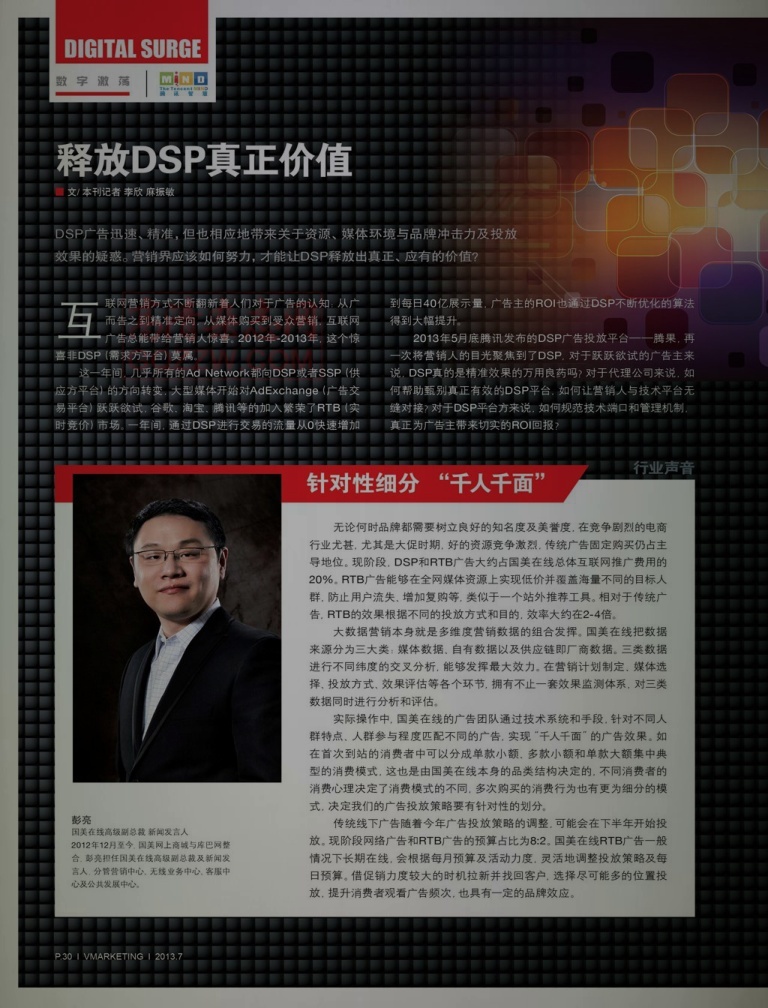 DIGITAL SURGE
数字激荡
MIND
The Tencent MIND
腾讯智慧
释放DSP真正价值
文/ 本刊记者 李欣 麻振敏
DSP广告迅速、精准，但也相应地带来关于资源、媒体环境与品牌冲击力及投放
效果的疑惑。营销界应该如何努力，才能让DSP释放出真正、应有的价值？
互联网营销方式不断翻新着人们对于广告的认知，从广
而告之到精准定向，从媒体购买到受众营销，互联网
广告总能带给营销人惊喜。2012年-2013年，这个惊
喜非DSP（需求方平台）莫属。
这一年间，几乎所有的Ad Network都向DSP或者SSP（供
应方平台）的方向转变。大型媒体开始对AdExchange（广告交
易平台）跃跃欲试，谷歌、淘宝、腾讯等的加入繁荣了RTB（实
时竞价）市场。一年间，通过DSP进行交易的流量从0快速增加
到每日40亿展示量，广告主的ROI也通过DSP不断优化的算法
得到大幅提升。
2013年5月底腾讯发布的DSP广告投放平台——腾果，再
一次将营销人的目光聚焦到了DSP，对于跃跃欲试的广告主来
说，DSP真的是精准效果的万用良药吗？对于代理公司来说，如
何帮助甄别真正有效的DSP平台，如何让营销人与技术平台无
缝对接？对于DSP平台方来说，如何规范技术端口和管理机制，
真正为广告主带来切实的ROI回报？
行业声音
针对性细分 “千人千面”
无论何时品牌都需要树立良好的知名度及美誉度，在竞争剧烈的电商
行业尤甚，尤其是大促时期，好的资源竞争激烈，传统广告固定购买仍占主
导地位。现阶段，DSP和RTB广告大约占国美在线总体互联网推广费用的
20%。RTB广告能够在全网媒体资源上实现低价并覆盖海量不同的目标人
群，防止用户流失，增加复购等，类似于一个站外推荐工具。相对于传统广
告，RTB的效果根据不同的投放方式和目的，效率大约在2-4倍。
大数据营销本身就是多维度营销数据的组合发挥。国美在线把数据
来源分为三大类：媒体数据，自有数据以及供应链即厂商数据。三类数据
进行不同纬度的交叉分析，能够发挥最大效力。在营销计划制定，媒体选
择，投放方式，效果评估等各个环节，拥有不止一套效果监测体系，对三类
数据同时进行分析和评估。
实际操作中，国美在线的广告团队通过技术系统和手段，针对不同人
群特点，人群参与程度匹配不同的广告，实现“千人千面”的广告效果。如
在首次到站的消费者中可以分成单款小额，多款小额和单款大额集中典
型的消费模式，这也是由国美在线本身的品类结构决定的，不同消费者的
消费心理决定了消费模式的不同，多次购买的消费行为也有更为细分的模
式，决定我们的广告投放策略要有针对性的划分。
传统线下广告随着今年广告投放策略的调整，可能会在下半年开始投
放。现阶段网络广告和RTB广告的预算占比为8:2。国美在线RTB广告一般
情况下长期在线，会根据每月预算及活动力度，灵活地调整投放策略及每
日预算。借促销力度较大的时机拉新并找回客户，选择尽可能多的位置投
放，提升消费者观看广告频次，也具有一定的品牌效应。
彭亮
国美在线高级副总裁 新闻发言人
2012年12月至今，国美网上商城与库巴网整
合，彭亮担任国美在线高级副总裁及新闻发
言人，分管营销中心，无线业务中心，客服中
心及公共发展中心。
P.30 I VMARKETING I 2013.7